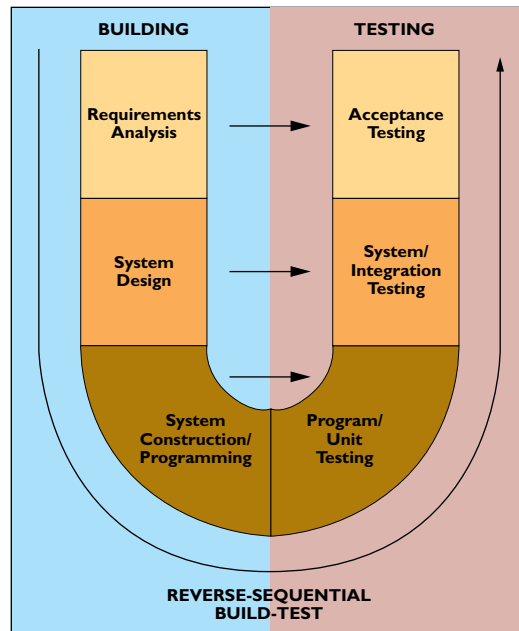 BUILDING
TESTING
Requirements
Analysis
Acceptance
Testing
System
Design
System/
Integration
Testing
System
Construction/
Programming
Program/
Unit
Testing
REVERSE-SEQUENTIAL
BUILD-TEST